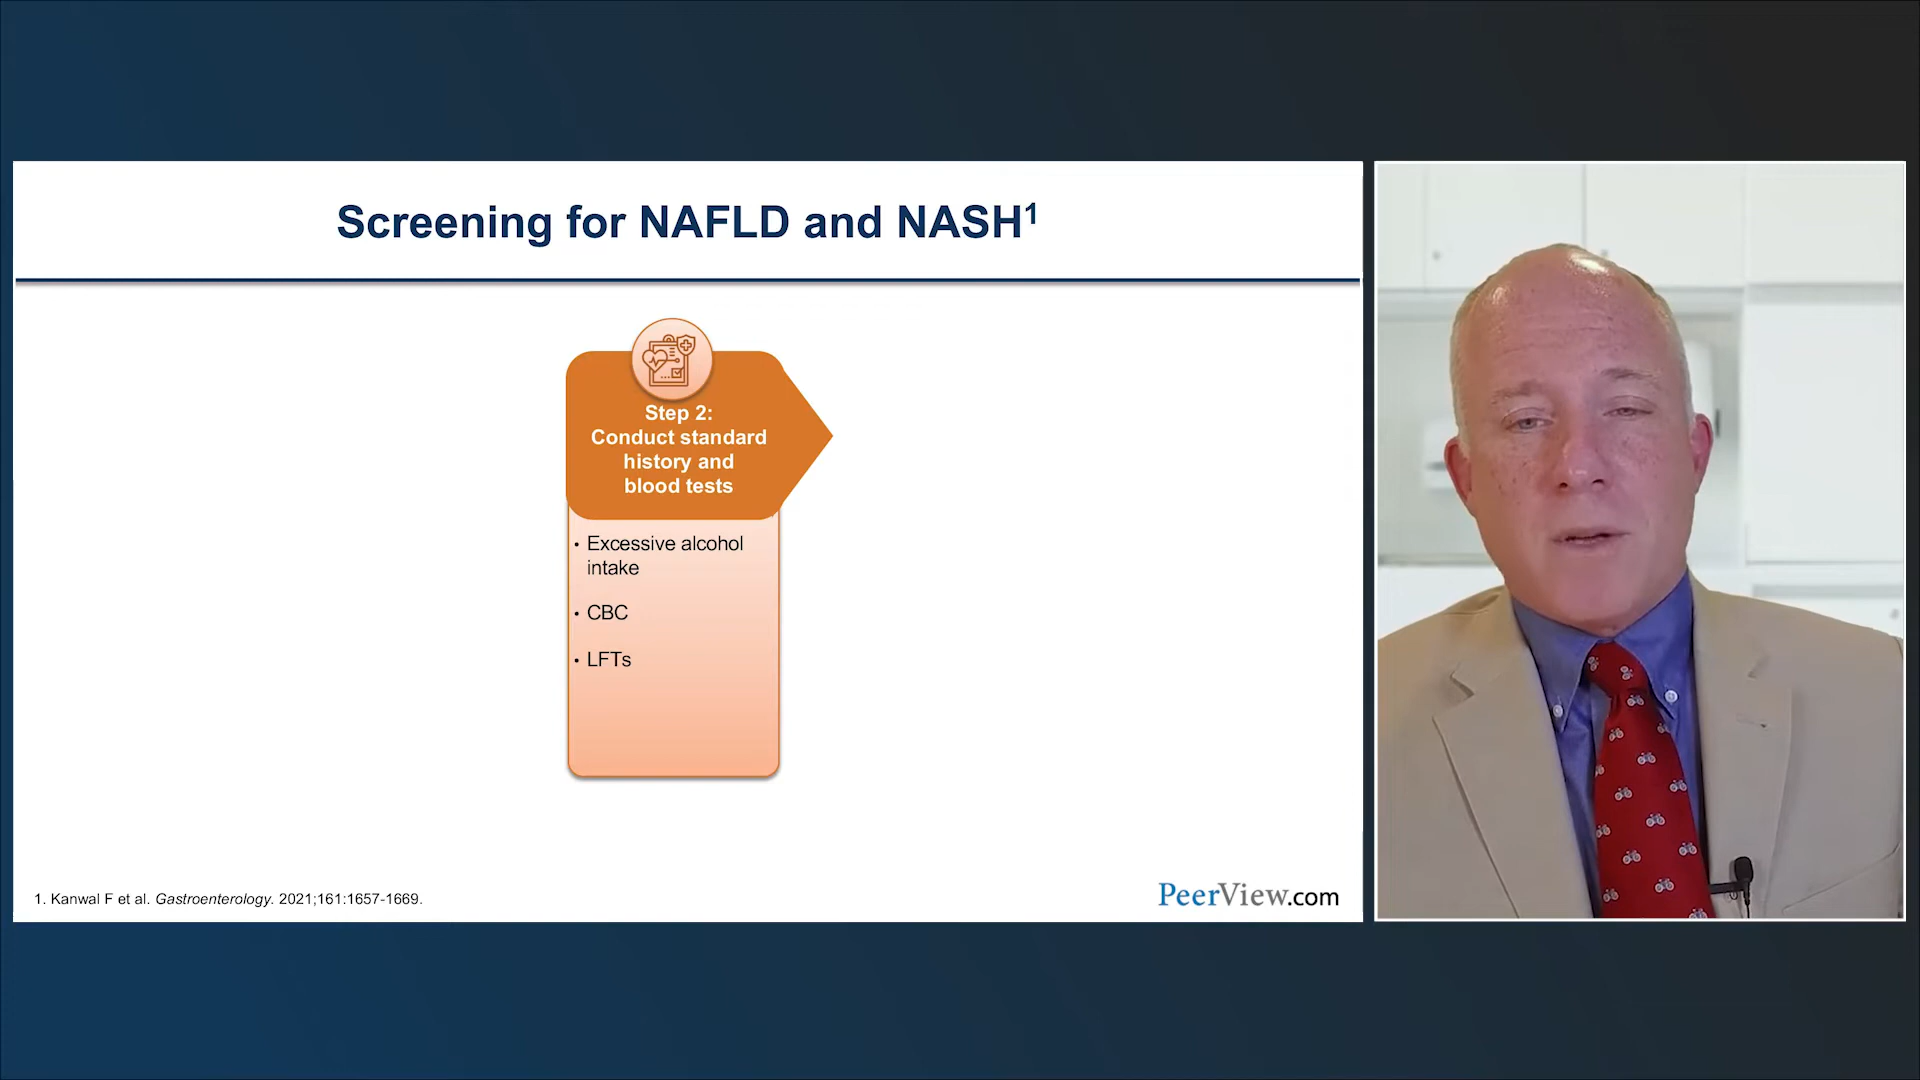 Screening for NAFLD and NASH¹
Step 2:
Conduct standard
history and
blood tests
• Excessive alcohol
intake
• CBC
• LFTs
1. Kanwal F et al. Gastroenterology. 2021;161:1657-1669.
PeerView.com